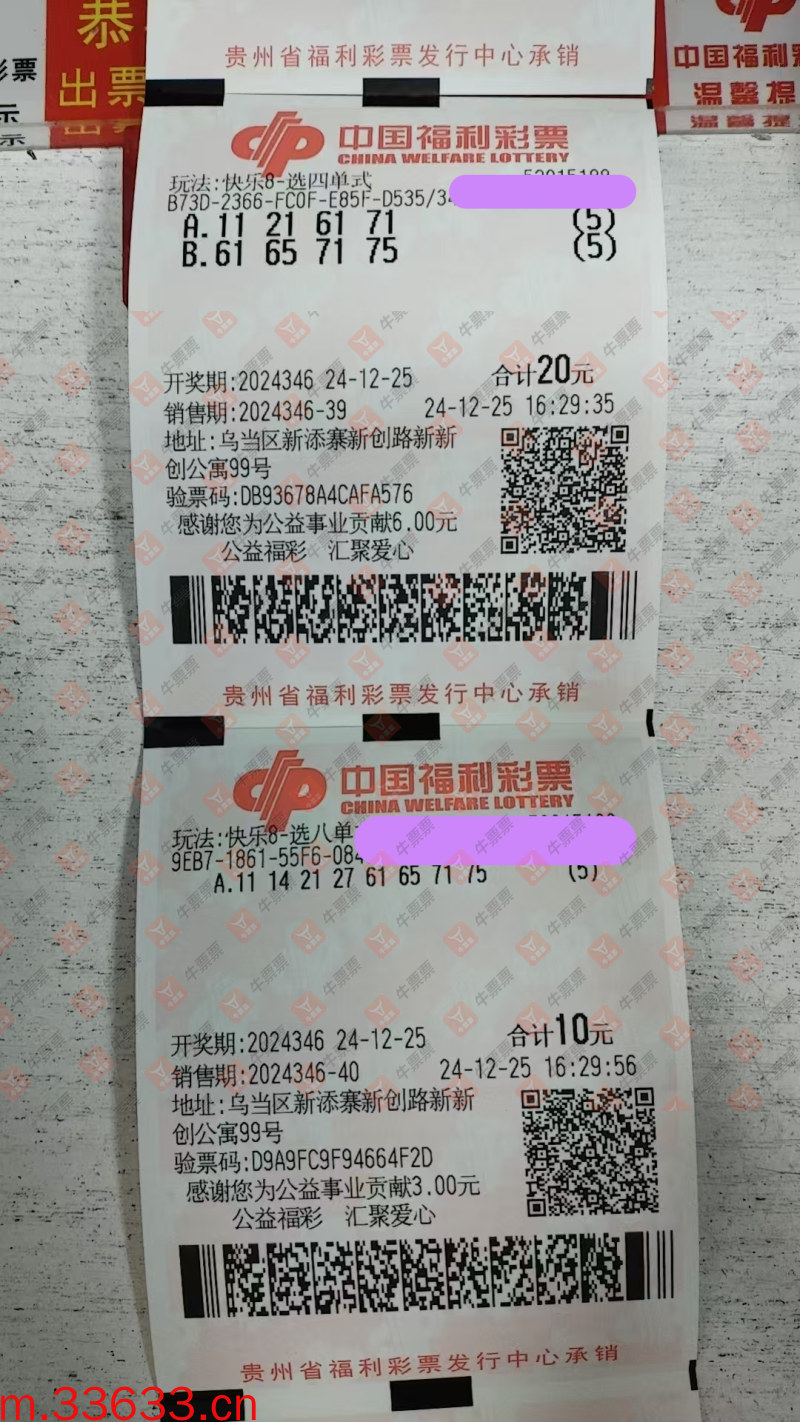 恭
出票
彩票
示
中国福利彩
温馨提
贵州省福利彩票发行中心承销
中国福利彩票
CHINA WELFARE LOTTERY
玩法:快乐8-选四单式
B73D-2366-FC0F-E85F-D535/34
A.11 21 61 71 (5)
B.61 65 71 75 (5)
开奖期:2024346 24-12-25 合计20元
销售期:2024346-39 24-12-25 16:29:35
地址:乌当区新添寨新创路新新
创公寓99号
验票码:DB93678A4CAFA576
感谢您为公益事业贡献6.00元
公益福彩 汇聚爱心
贵州省福利彩票发行中心承销
中国福利彩票
CHINA WELFARE LOTTERY
玩法:快乐8-选八单
9EB7-1861-55F6-084
A.11 14 21 27 61 65 71 75 (5)
开奖期:2024346 24-12-25 合计10元
销售期:2024346-40 24-12-25 16:29:56
地址:乌当区新添寨新创路新新
创公寓99号
验票码:D9A9FC9F94664F2D
感谢您为公益事业贡献3.00元
公益福彩 汇聚爱心
贵州省福利彩票发行中心承销
牛票票
m.33633.cn